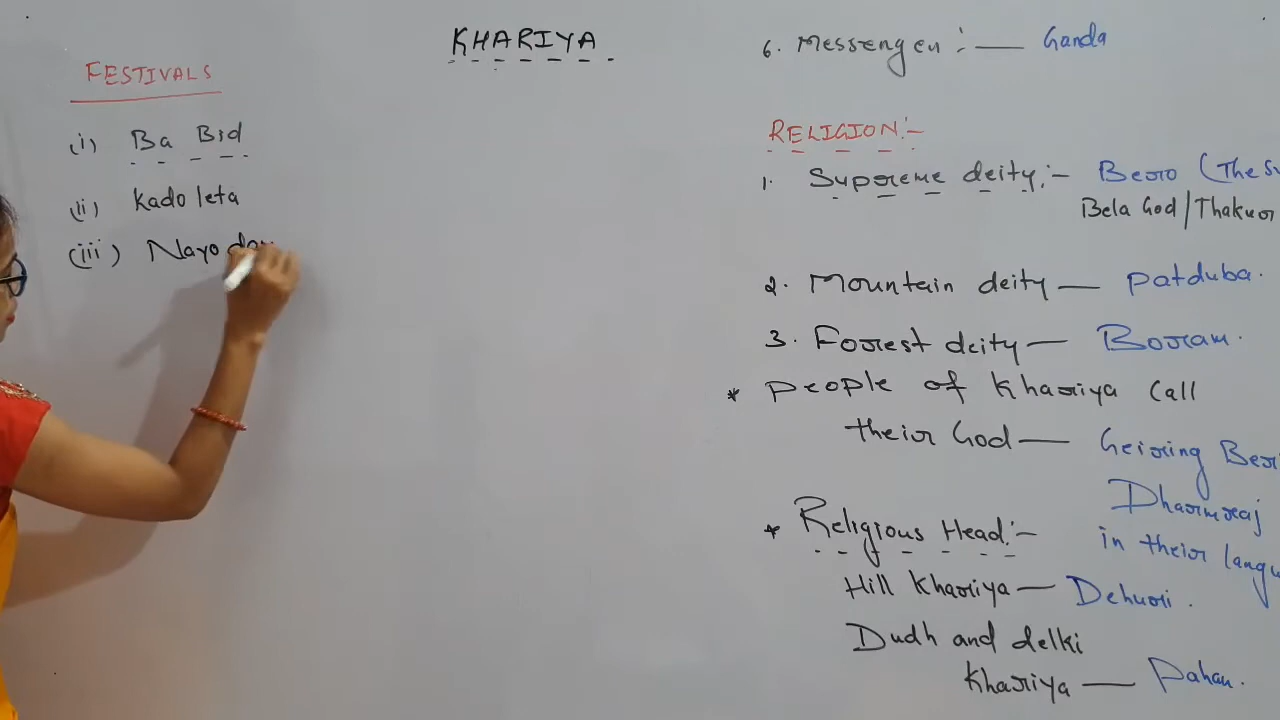 KHARIYA
FESTIVALS
(i) Ba Bid
(ii) Kado leta
(iii) Nayo
6. Messenger :— Ganda
RELIGION:-
1. Supreme deity:- Bero (The
Bela God/Thakur
2. Mountain deity — Patduba.
3. Forrest deity — Boram.
* People of Khariya Call
their God — Geiring
Dharmraj
in their
* Religious Head:-
Hill Khariya — Dehuri.
Dudh and delki
Khariya — Pahan.